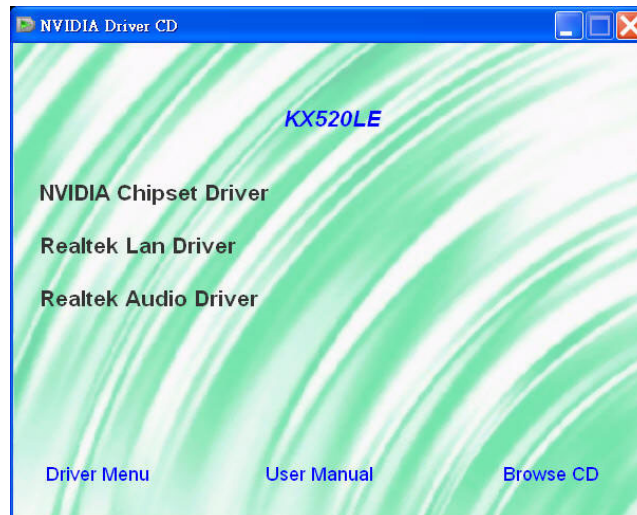 NVIDIA Driver CD
KX520LE
NVIDIA Chipset Driver
Realtek Lan Driver
Realtek Audio Driver
Driver Menu User Manual Browse CD